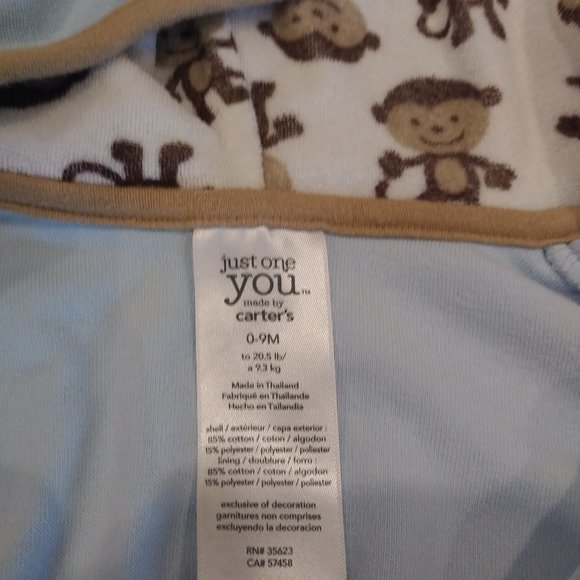 just one
you™
made by
carter's
0-9M
to 20.5 lb/
a 9.3 kg
Made in Thailand
Fabriqué en Thaïlande
Hecho en Tailandia
shell / extérieur / capa exterior :
85% cotton / coton / algodon
15% polyester / polyester / poliester
lining / doublure / forro :
85% cotton / coton / algodon
15% polyester / polyester / poliester
exclusive of decoration
garnitures non comprises
excluyendo la decoracion
RN# 35623
CA# 57458